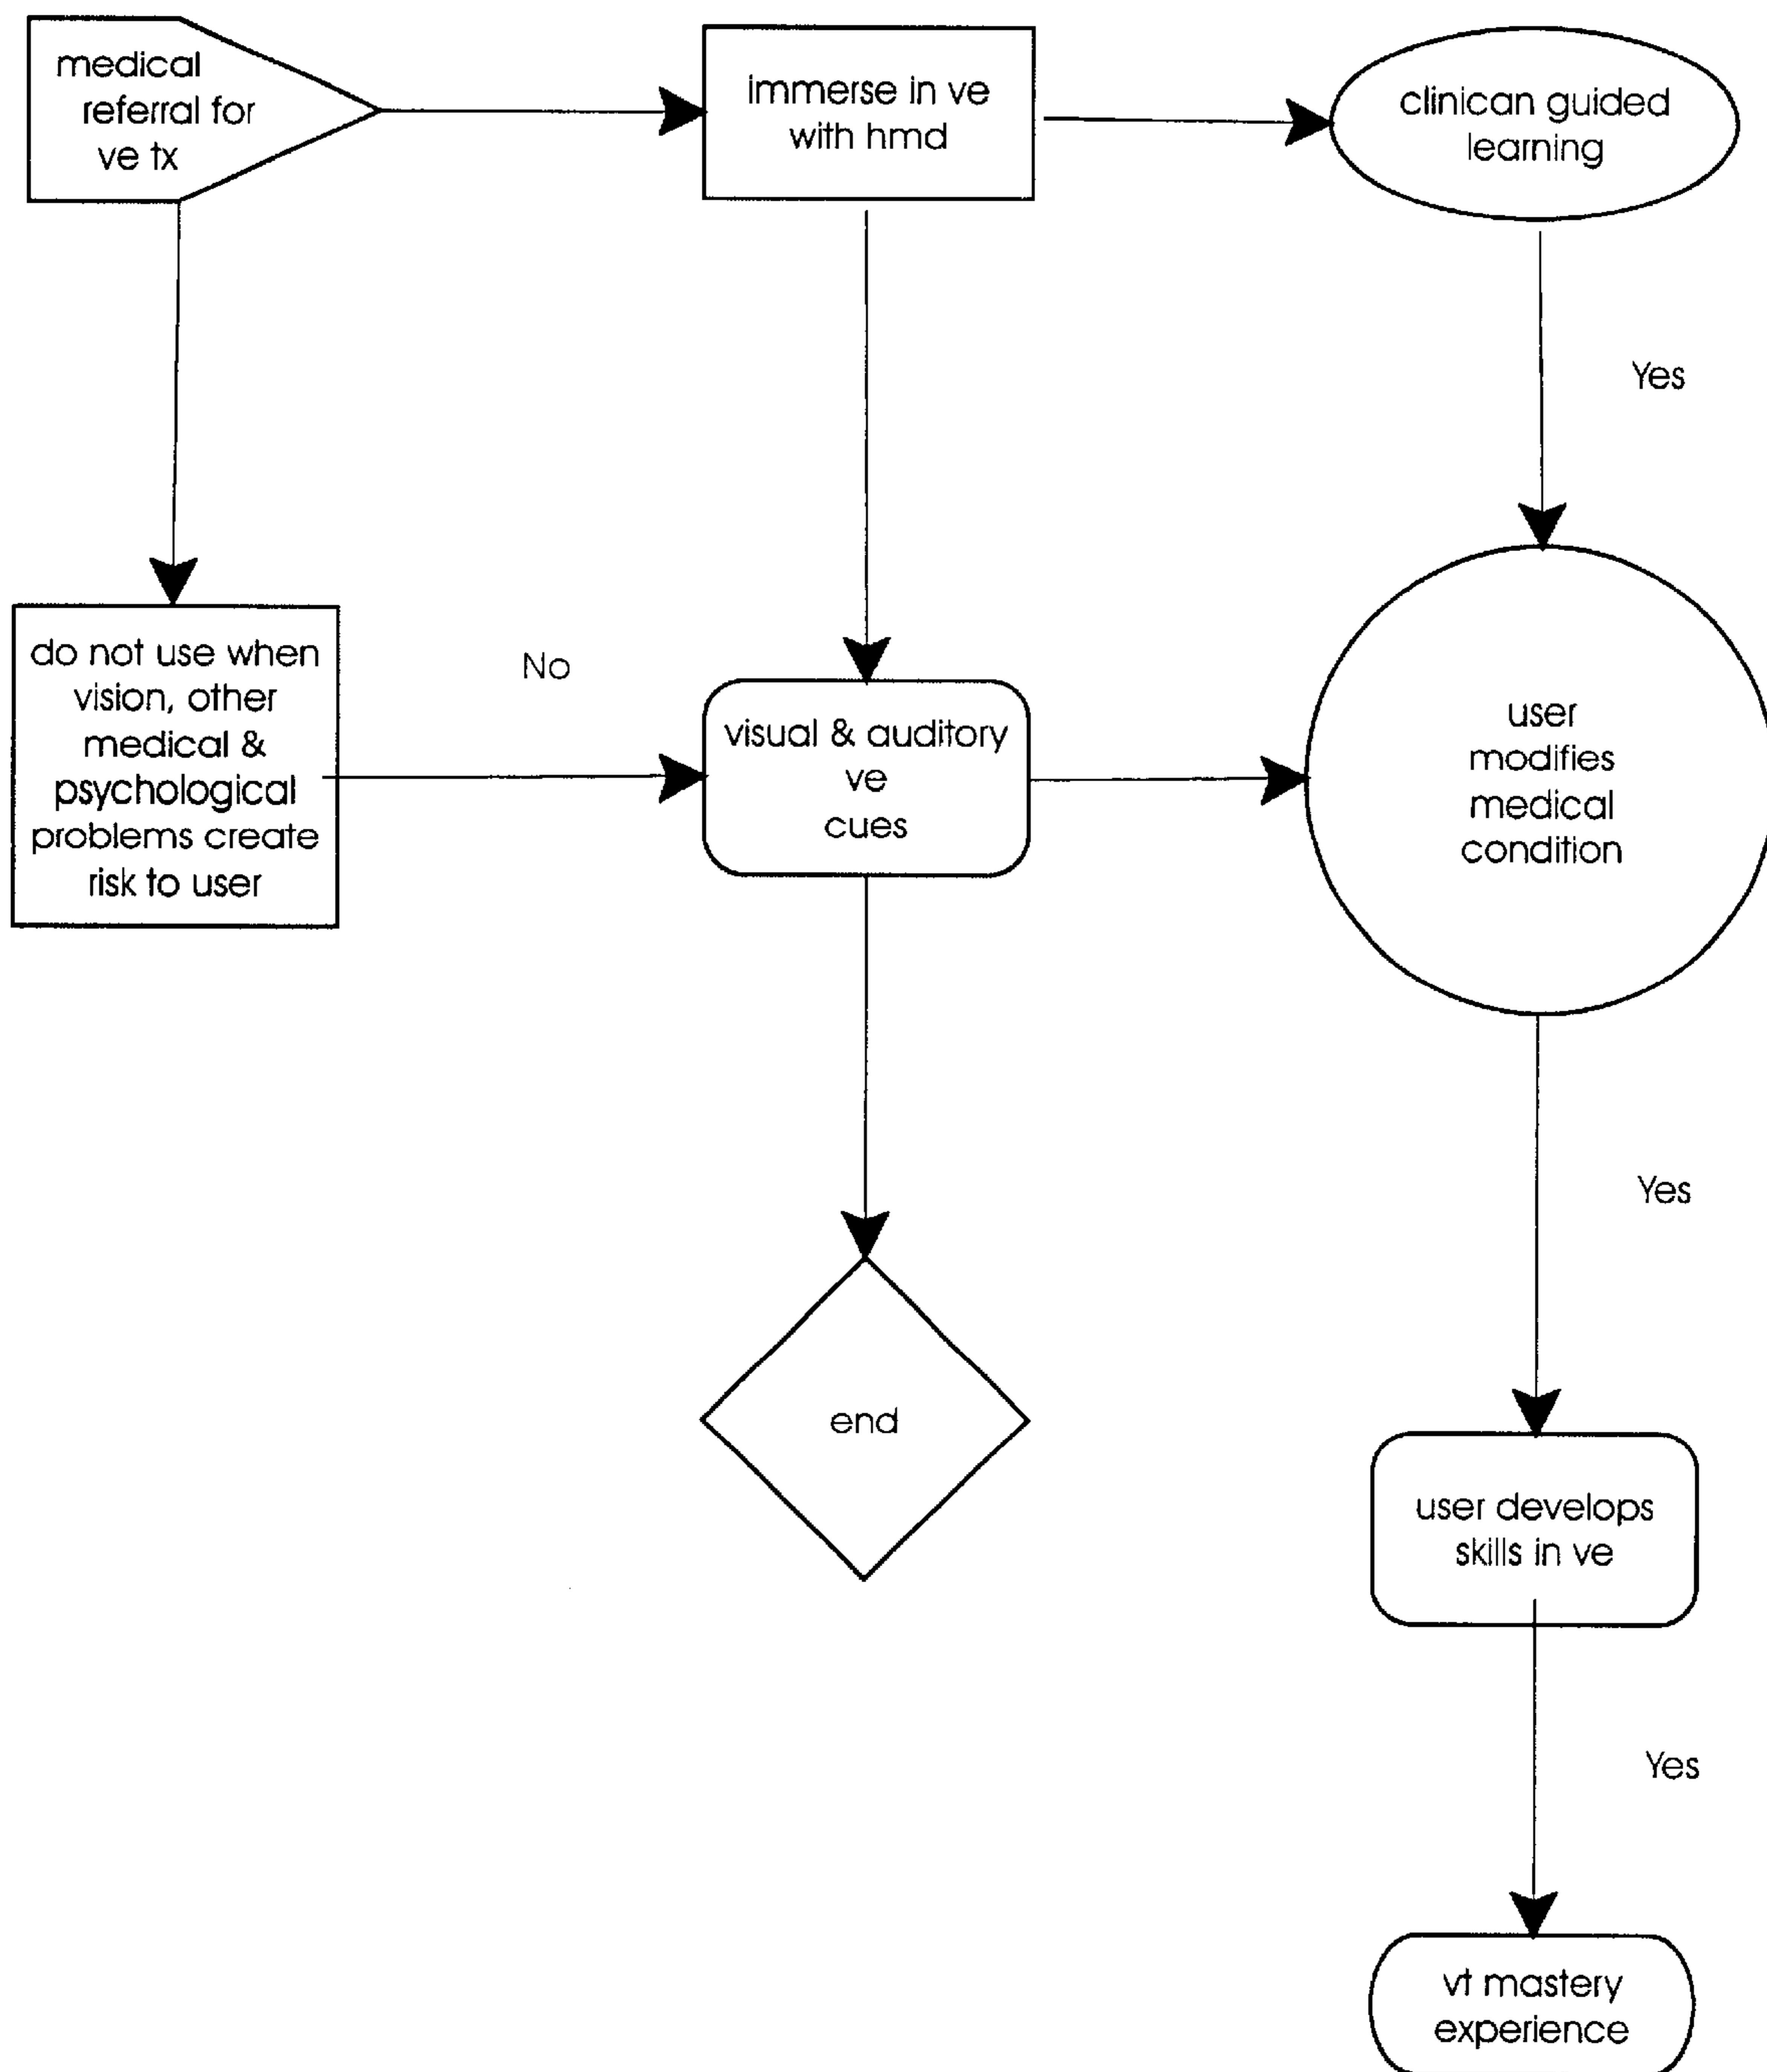 medical
referral for
ve tx
immerse in ve
with hmd
clinican guided
learning
Yes
do not use when
vision, other
medical &
psychological
problems create
risk to user
No
visual & auditory
ve
cues
user
modifies
medical
condition
Yes
end
user develops
skills in ve
Yes
vt mastery
experience